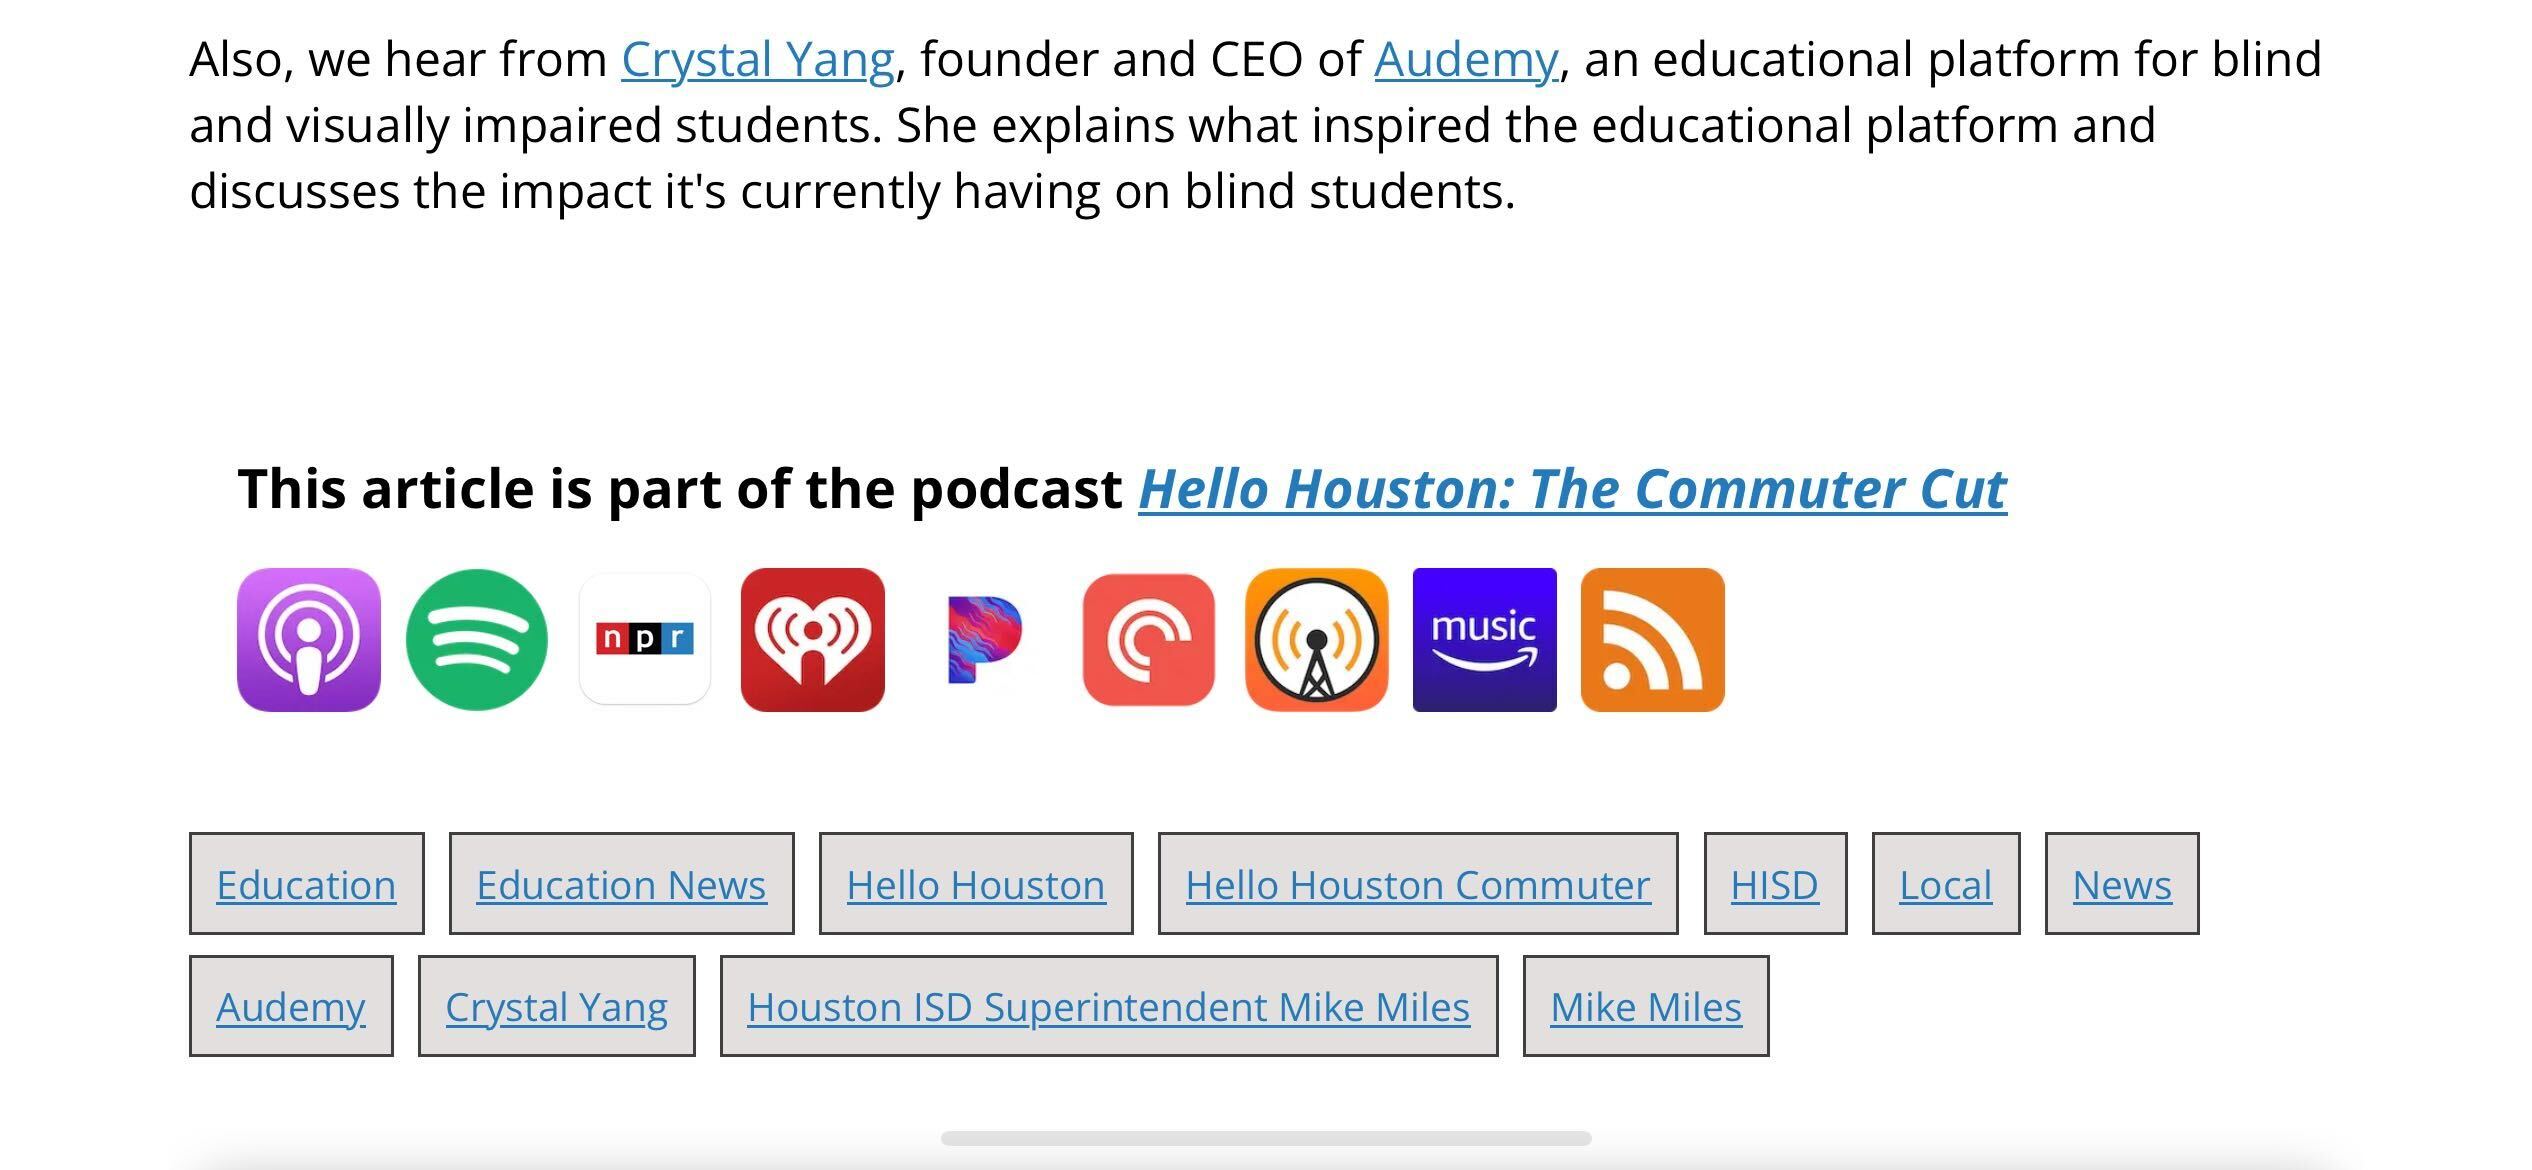 Also, we hear from Crystal Yang, founder and CEO of Audemy, an educational platform for blind
and visually impaired students. She explains what inspired the educational platform and
discusses the impact it's currently having on blind students.
This article is part of the podcast Hello Houston: The Commuter Cut
npr music
Education Education News Hello Houston Hello Houston Commuter HISD Local News
Audemy Crystal Yang Houston ISD Superintendent Mike Miles Mike Miles